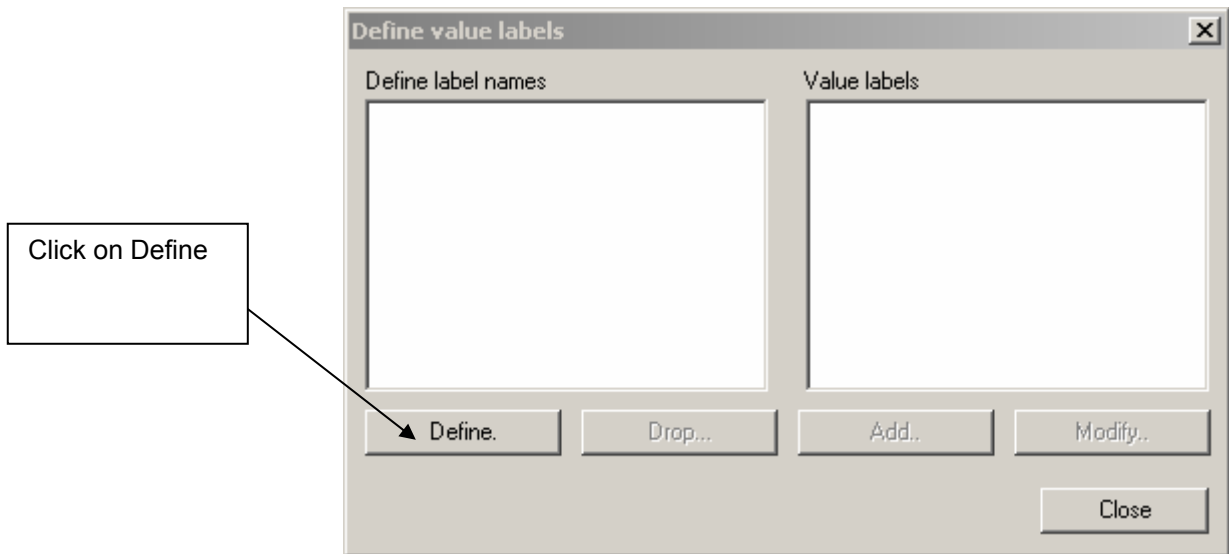 Define value labels
Define label names
Value labels
Click on Define
Define.
Drop...
Add..
Modify..
Close